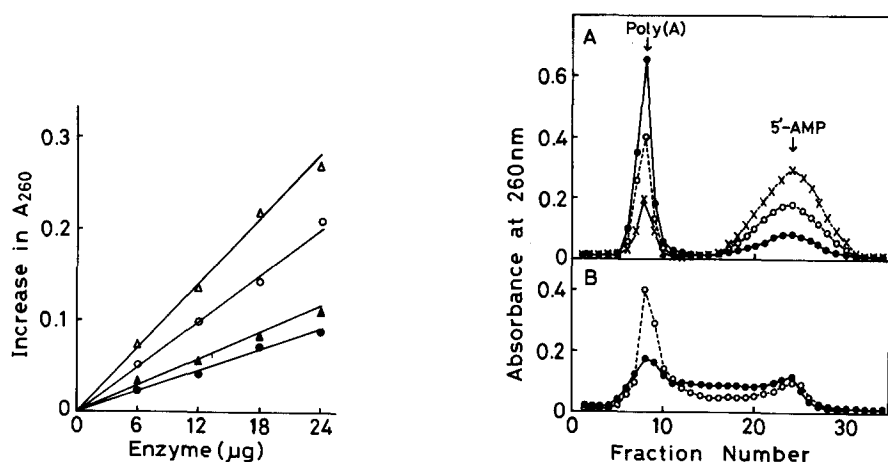 0.3
0.2
0.1
0
Increase in A260
0 6 12 18 24
Enzyme (μg)
A
Poly(A)
5'-AMP
0.6
0.4
0.2
0
B
0.4
0.2
0
Absorbance at 260nm
10 20 30
Fraction Number